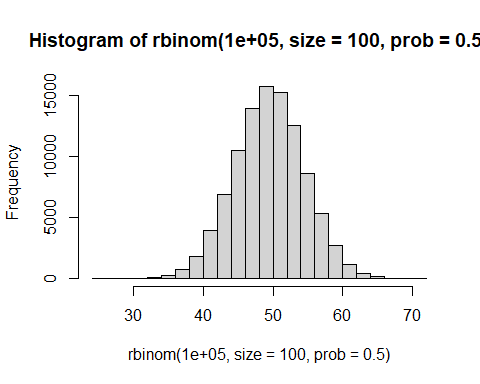 Histogram of rbinom(1e+05, size = 100, prob = 0.5
Frequency
15000
10000
5000
0
30 40 50 60 70
rbinom(1e+05, size = 100, prob = 0.5)